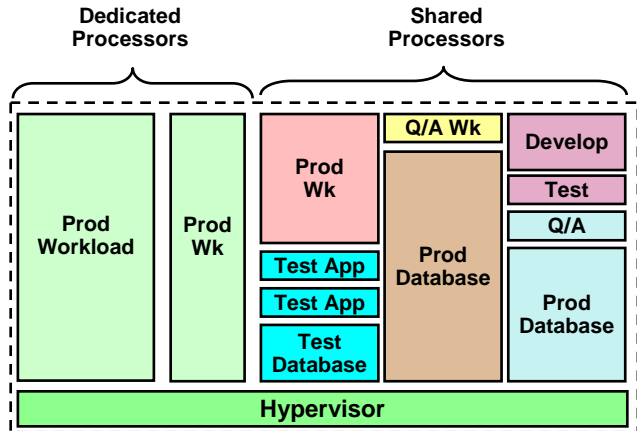 Dedicated
Processors
Shared
Processors
Prod
Workload
Prod
Wk
Prod
Wk
Test App
Test App
Test
Database
Q/A Wk
Prod
Database
Develop
Test
Q/A
Prod
Database
Hypervisor